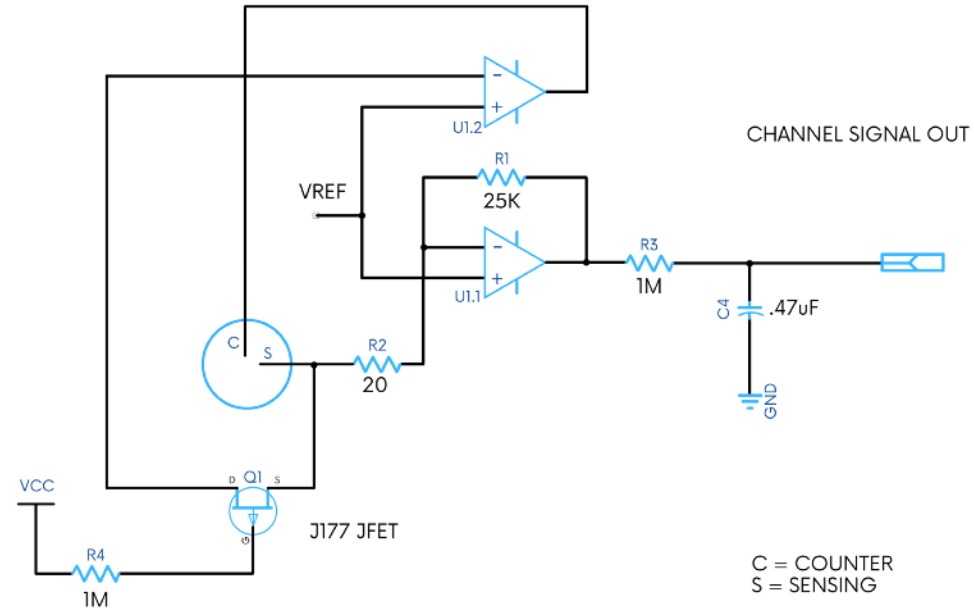 U1.2
CHANNEL SIGNAL OUT
R1
25K
VREF
U1.1
R3
1M
C4
.47uF
GND
C
S
R2
20
VCC
D
Q1
S
G
J177 JFET
R4
1M
C = COUNTER
S = SENSING
-
+
-
+